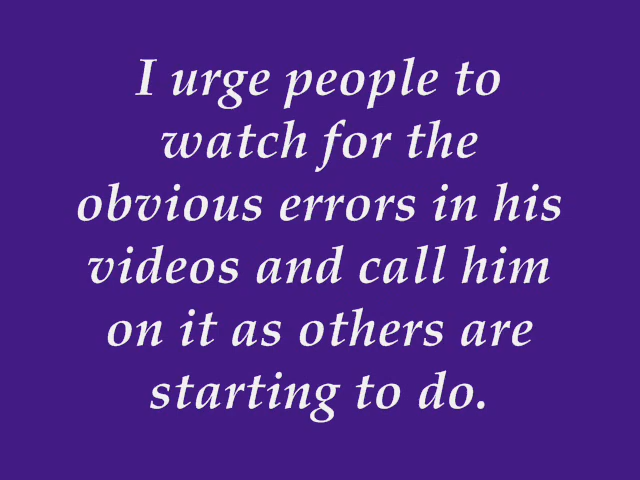 I urge people to
watch for the
obvious errors in his
videos and call him
on it as others are
starting to do.